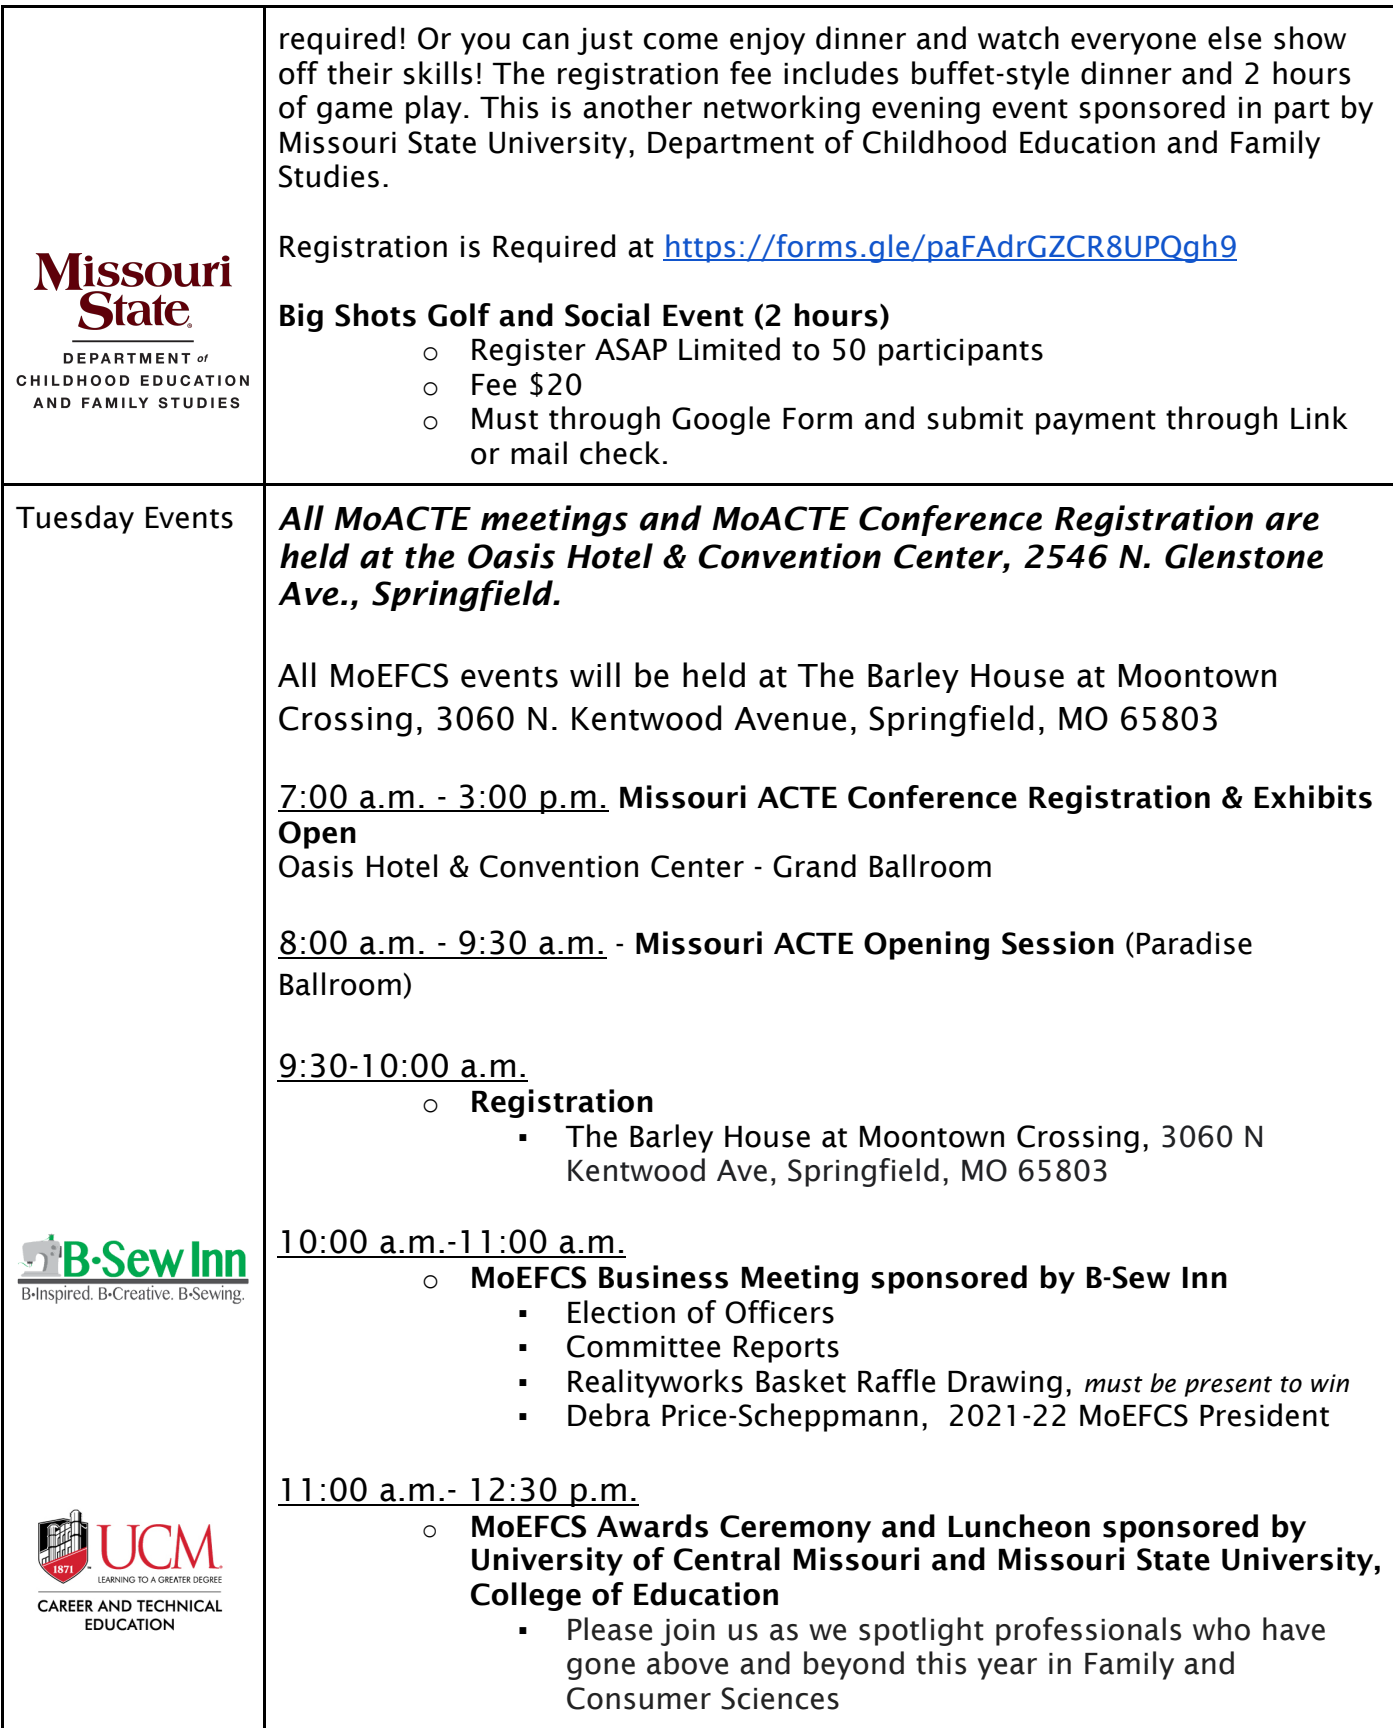 required! Or you can just come enjoy dinner and watch everyone else show
off their skills! The registration fee includes buffet-style dinner and 2 hours
of game play. This is another networking evening event sponsored in part by
Missouri State University, Department of Childhood Education and Family
Studies.
Missouri
State
DEPARTMENT of
CHILDHOOD EDUCATION
AND FAMILY STUDIES
Registration is Required at https://forms.gle/paFAdrGZCR8UPQgh9
Big Shots Golf and Social Event (2 hours)
o Register ASAP Limited to 50 participants
o Fee $20
o Must through Google Form and submit payment through Link
or mail check.
Tuesday Events
All MoACTE meetings and MoACTE Conference Registration are
held at the Oasis Hotel & Convention Center, 2546 N. Glenstone
Ave., Springfield.
All MoEFCS events will be held at The Barley House at Moontown
Crossing, 3060 N. Kentwood Avenue, Springfield, MO 65803
7:00 a.m. - 3:00 p.m. Missouri ACTE Conference Registration & Exhibits
Open
Oasis Hotel & Convention Center - Grand Ballroom
8:00 a.m. - 9:30 a.m. - Missouri ACTE Opening Session (Paradise
Ballroom)
9:30-10:00 a.m.
o Registration
▪ The Barley House at Moontown Crossing, 3060 N
Kentwood Ave, Springfield, MO 65803
B•Sew Inn
B•Inspired. B•Creative. B•Sewing.
10:00 a.m.-11:00 a.m.
o MoEFCS Business Meeting sponsored by B-Sew Inn
▪ Election of Officers
▪ Committee Reports
▪ Realityworks Basket Raffle Drawing, must be present to win
▪ Debra Price-Scheppmann, 2021-22 MoEFCS President
1871
UCM
LEARNING TO A GREATER DEGREE
CAREER AND TECHNICAL
EDUCATION
11:00 a.m.- 12:30 p.m.
o MoEFCS Awards Ceremony and Luncheon sponsored by
University of Central Missouri and Missouri State University,
College of Education
▪ Please join us as we spotlight professionals who have
gone above and beyond this year in Family and
Consumer Sciences